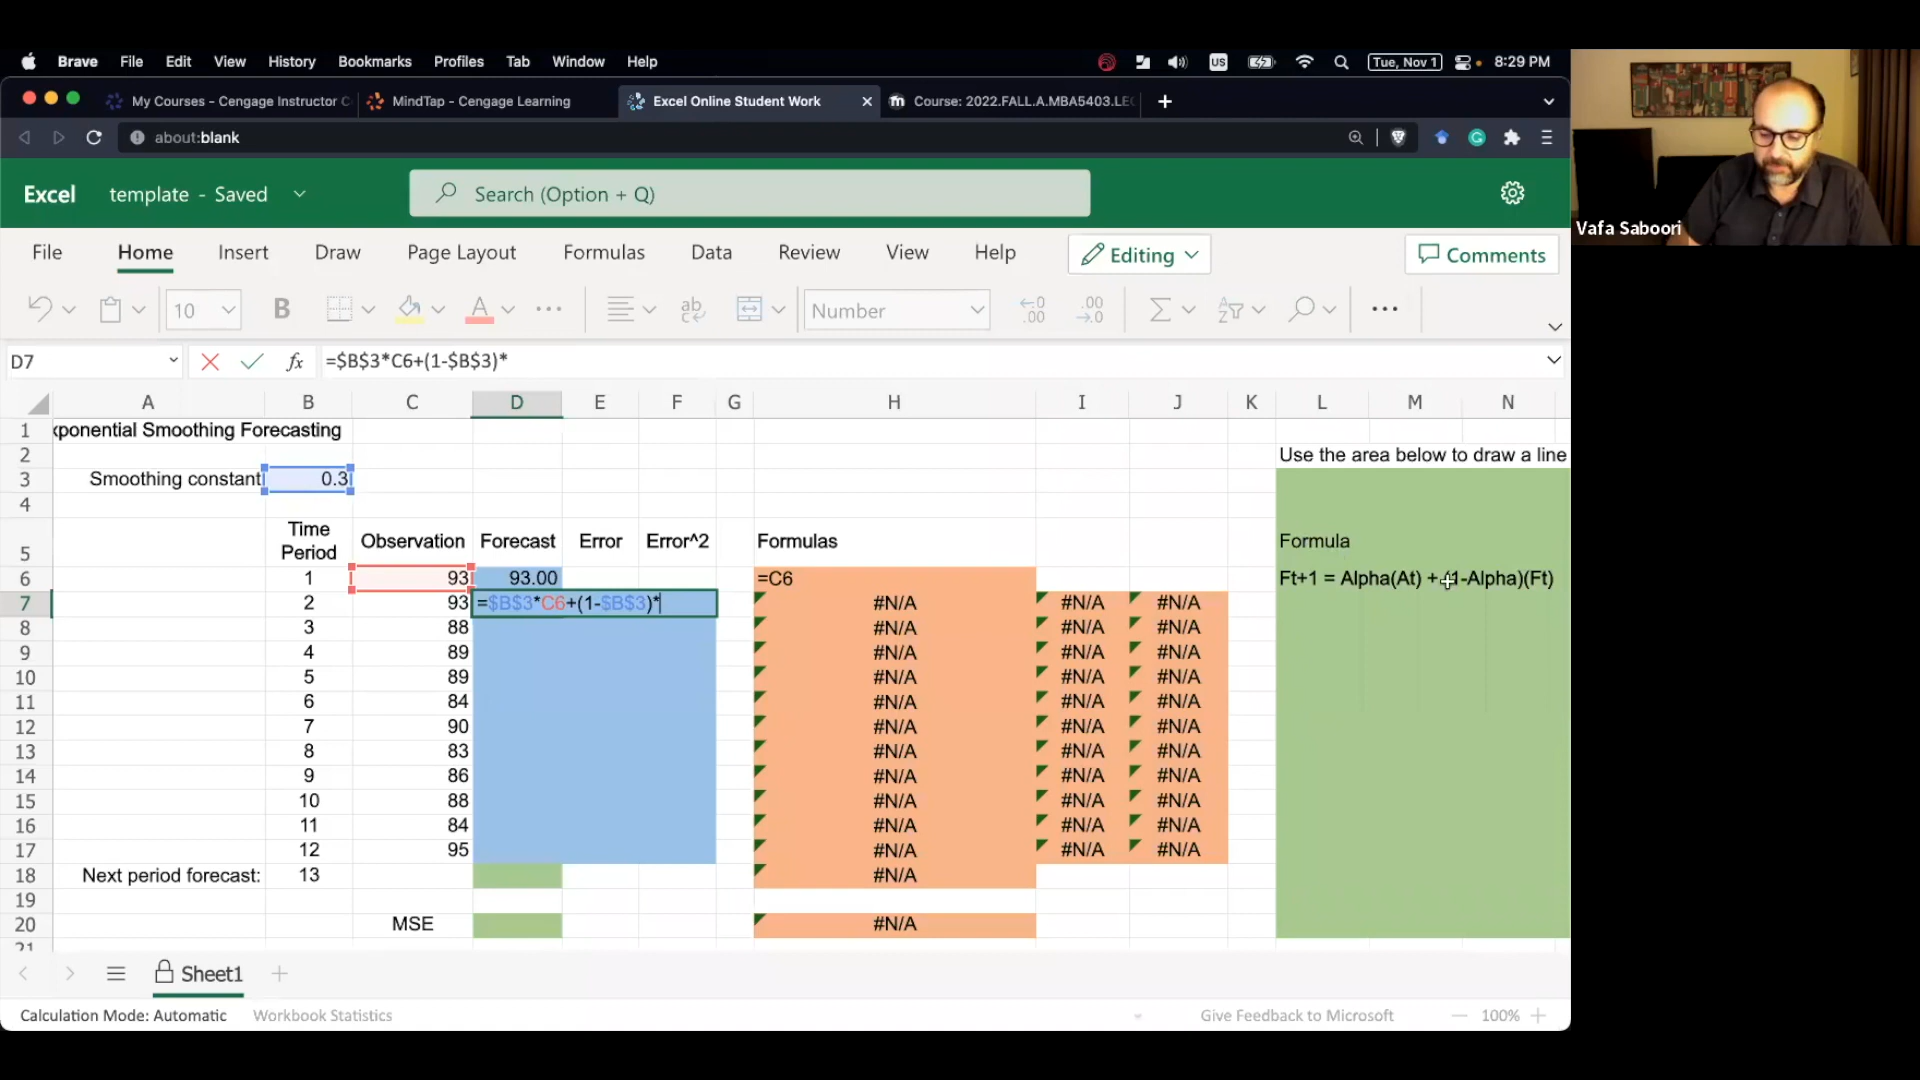 Brave File Edit View History Bookmarks Profiles Tab Window Help US Tue, Nov 1 8:29 PM
My Courses - Cengage Instructor C MindTap - Cengage Learning Excel Online Student Work Course: 2022.FALL.A.MBA5403.LEC
about:blank
Excel template - Saved Search (Option + Q)
Vafa Saboori
File Home Insert Draw Page Layout Formulas Data Review View Help Editing Comments
10 B A ab Number .00 .00
D7 fx =$B$3*C6+(1-$B$3)*
A B C D E F G H I J K L M N
1 xponential Smoothing Forecasting
2 Use the area below to draw a line
3 Smoothing constant 0.3
4
5 Time Period Observation Forecast Error Error^2 Formulas Formula
6 1 93 93.00 =C6 Ft+1 = Alpha(At) + (1-Alpha)(Ft)
7 2 93 =$B$3*C6+(1-$B$3)* #N/A #N/A #N/A
8 3 88 #N/A #N/A #N/A
9 4 89 #N/A #N/A #N/A
10 5 89 #N/A #N/A #N/A
11 6 84 #N/A #N/A #N/A
12 7 90 #N/A #N/A #N/A
13 8 83 #N/A #N/A #N/A
14 9 86 #N/A #N/A #N/A
15 10 88 #N/A #N/A #N/A
16 11 84 #N/A #N/A #N/A
17 12 95 #N/A #N/A #N/A
18 Next period forecast: 13 #N/A
19
20 MSE #N/A
21
Sheet1
Calculation Mode: Automatic Workbook Statistics Give Feedback to Microsoft 100%